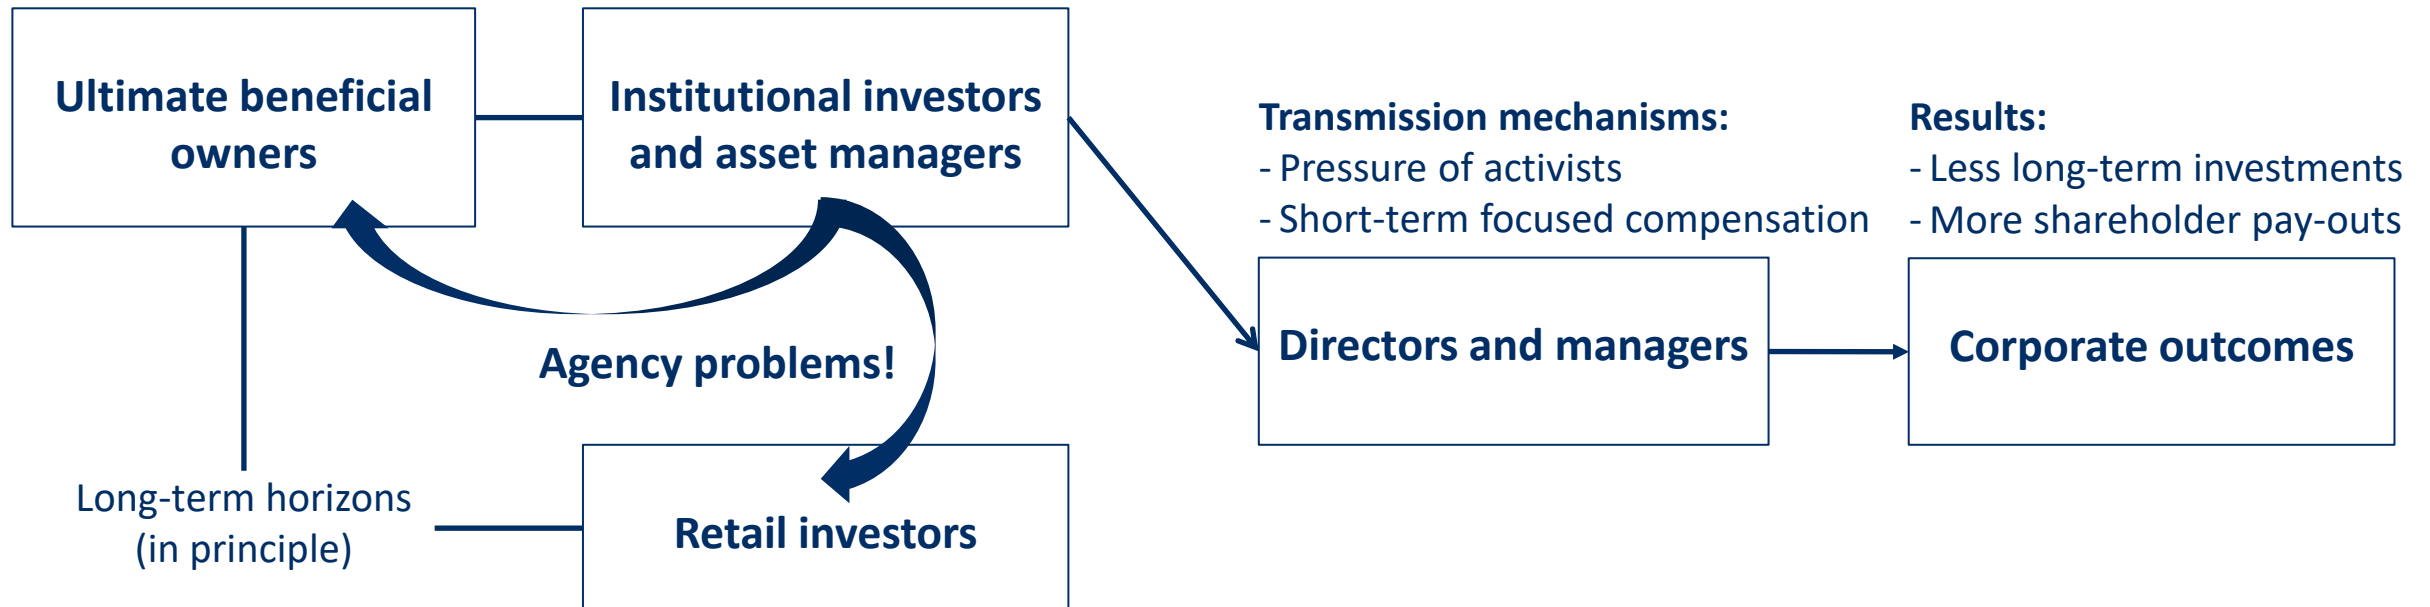 Ultimate beneficial
owners
Institutional investors
and asset managers
Transmission mechanisms:
- Pressure of activists
- Short-term focused compensation
Results:
- Less long-term investments
- More shareholder pay-outs
Agency problems!
Directors and managers
Corporate outcomes
Long-term horizons
(in principle)
Retail investors